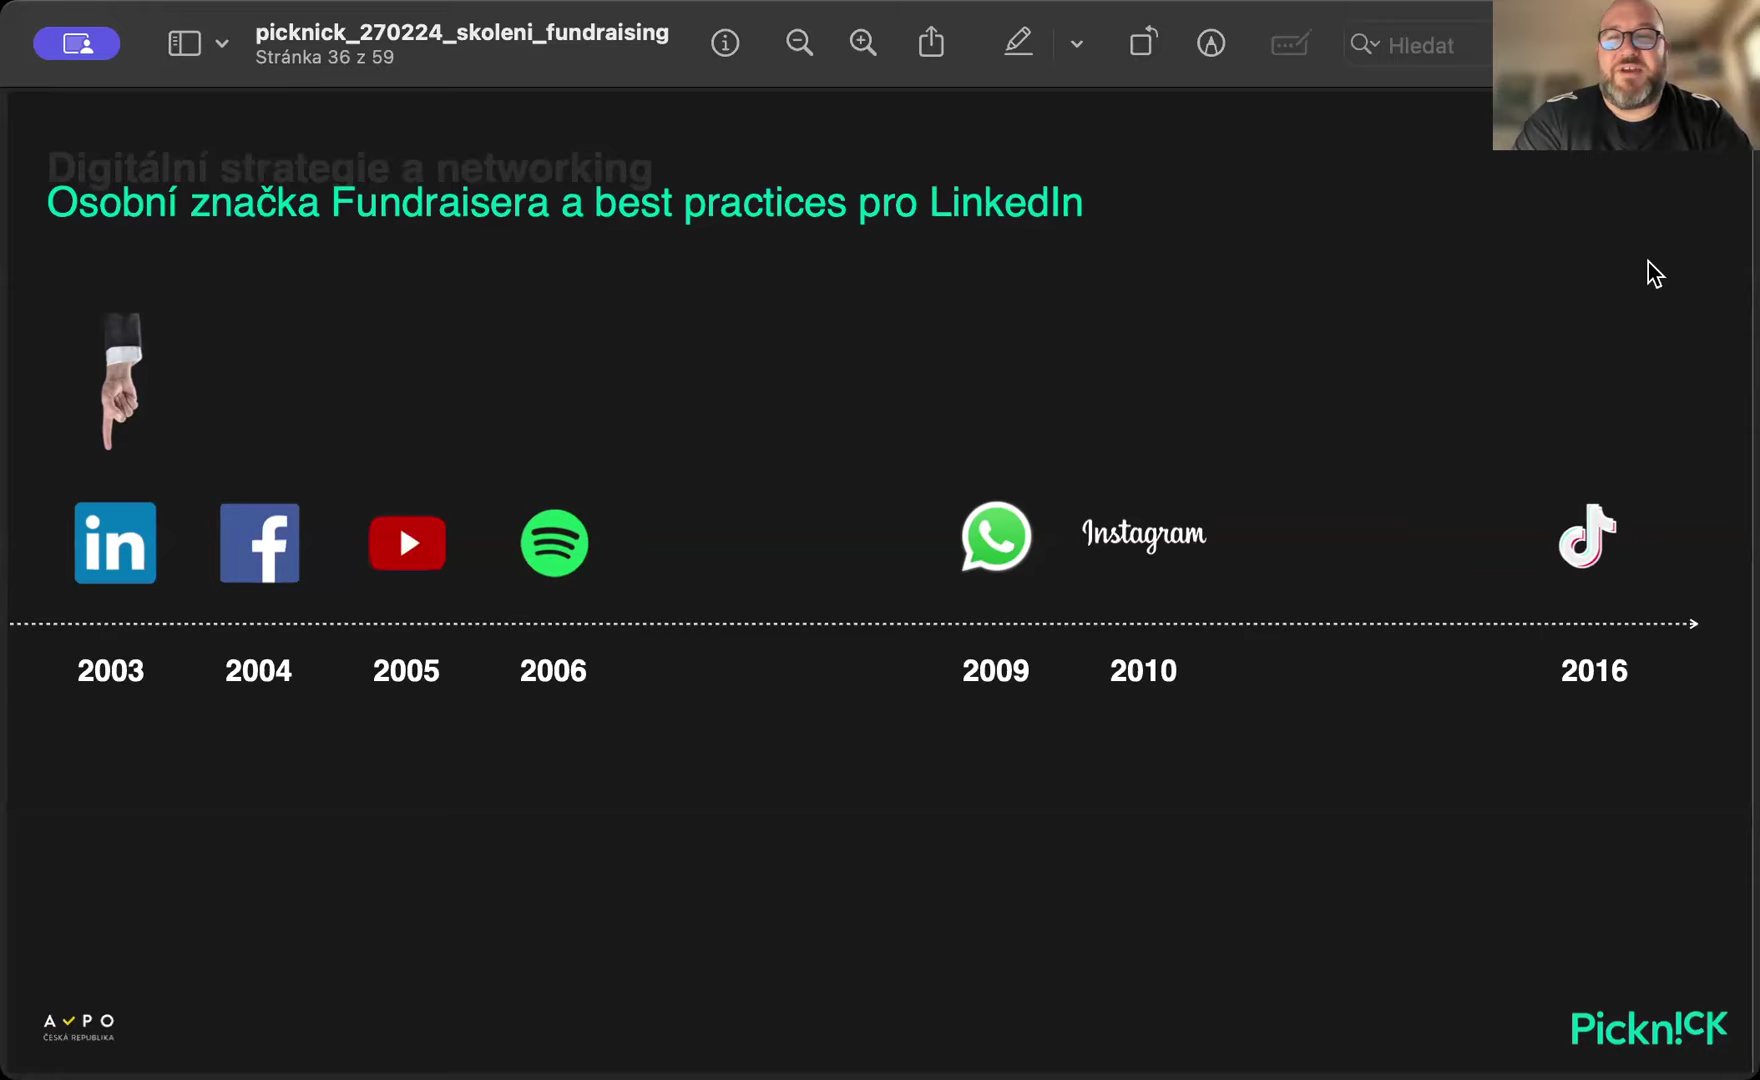 picknick_270224_skoleni_fundraising
Stránka 36 z 59
Hledat
Digitální strategie a networking
Osobní značka Fundraisera a best practices pro LinkedIn
in
f
Instagram
2003
2004
2005
2006
2009
2010
2016
A PO
ČESKÁ REPUBLIKA
Pickn!CK